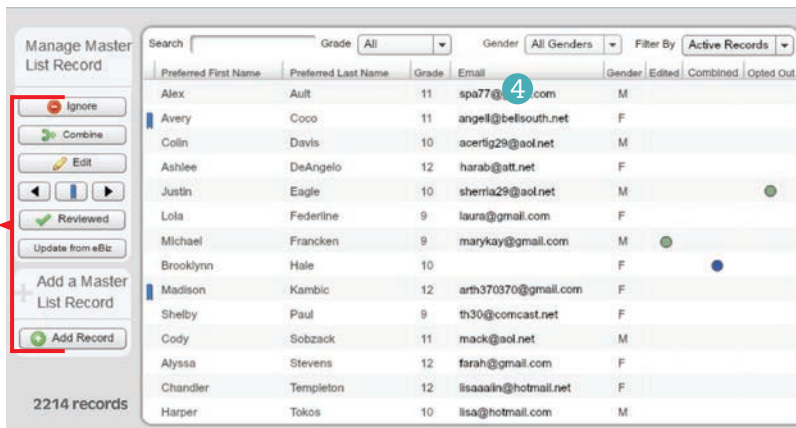 Manage Master
List Record
Ignore
Combine
Edit
Reviewed
Update from eBiz
Add a Master
List Record
Add Record
2214 records
Search Grade All Gender All Genders Filter By Active Records
Preferred First Name Preferred Last Name Grade Email Gender Edited Combined Opted Out
Alex Ault 11 spa77@ 4 .com M
Avery Coco 11 angell@bellsouth.net F
Colin Davis 10 acertig29@aol.net M
Ashlee DeAngelo 12 harab@att.net F
Justin Eagle 10 sherria29@aol.net M
Lola Federline 9 laura@gmail.com F
Michael Francken 9 marykay@gmail.com M
Brooklynn Hale 10 F
Madison Kambic 12 arth370370@gmail.com F
Shelby Paul 9 th30@comcast.net F
Cody Sobzack 11 mack@aol.net M
Alyssa Stevens 12 farah@gmail.com F
Chandler Templeton 12 lisaaalin@hotmail.net F
Harper Tokos 10 lisa@hotmail.com M